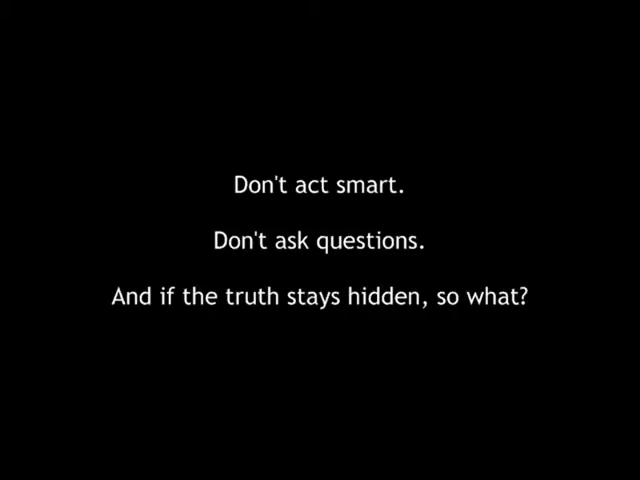 Don't act smart.
Don't ask questions.
And if the truth stays hidden, so what?